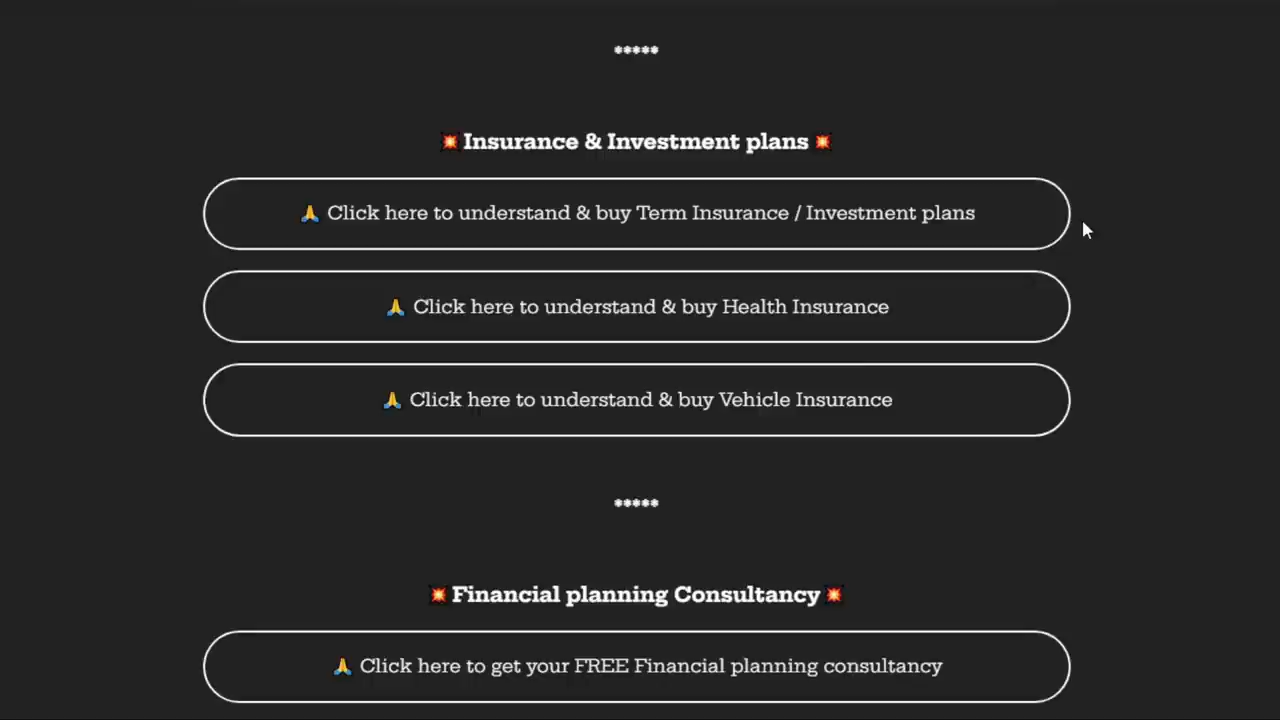 *****
💥 Insurance & Investment plans 💥
🙏 Click here to understand & buy Term Insurance / Investment plans
🙏 Click here to understand & buy Health Insurance
🙏 Click here to understand & buy Vehicle Insurance
*****
💥 Financial planning Consultancy 💥
🙏 Click here to get your FREE Financial planning consultancy